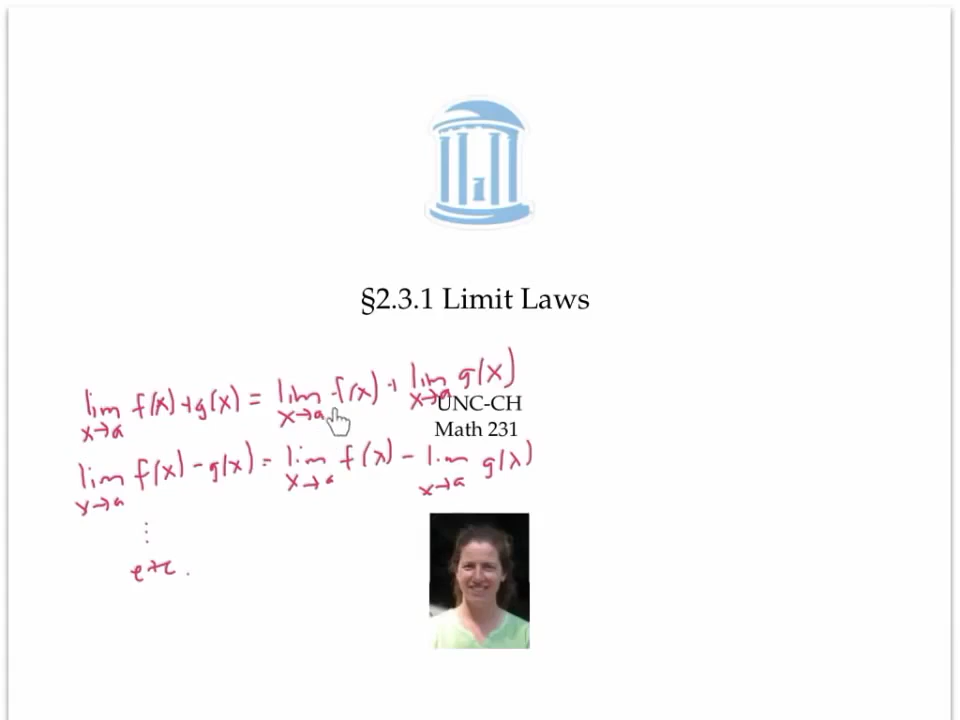 §2.3.1 Limit Laws
lim f(x)+g(x) = lim f(x) + lim g(x)
x→a x→a x→a
UNC-CH
Math 231
lim f(x) - g(x) = lim f(x) - lim g(x)
x→a x→a x→a
⋮
etc.